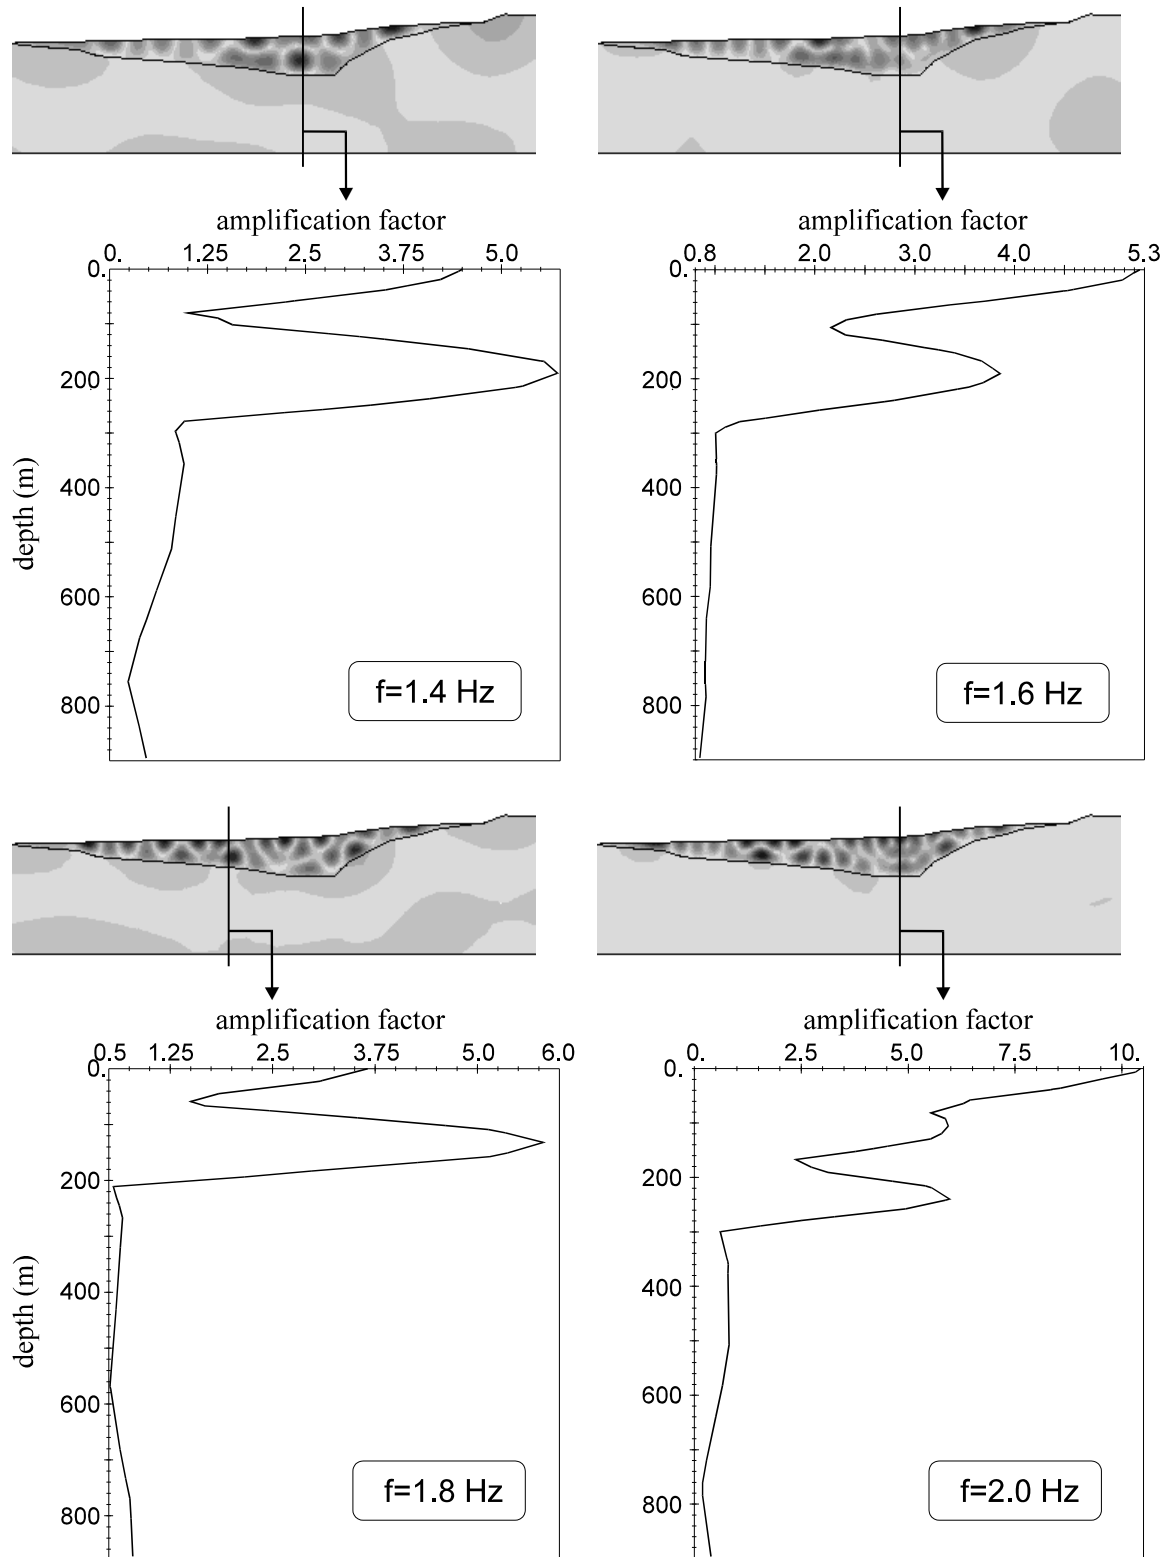 amplification factor
0. 1.25 2.5 3.75 5.0
0.
200
400
600
800
depth (m)
f=1.4 Hz
amplification factor
0.8 2.0 3.0 4.0 5.3
0.
200
400
600
800
f=1.6 Hz
amplification factor
0.5 1.25 2.5 3.75 5.0 6.0
0.
200
400
600
800
depth (m)
f=1.8 Hz
amplification factor
0. 2.5 5.0 7.5 10.
0.
200
400
600
800
f=2.0 Hz